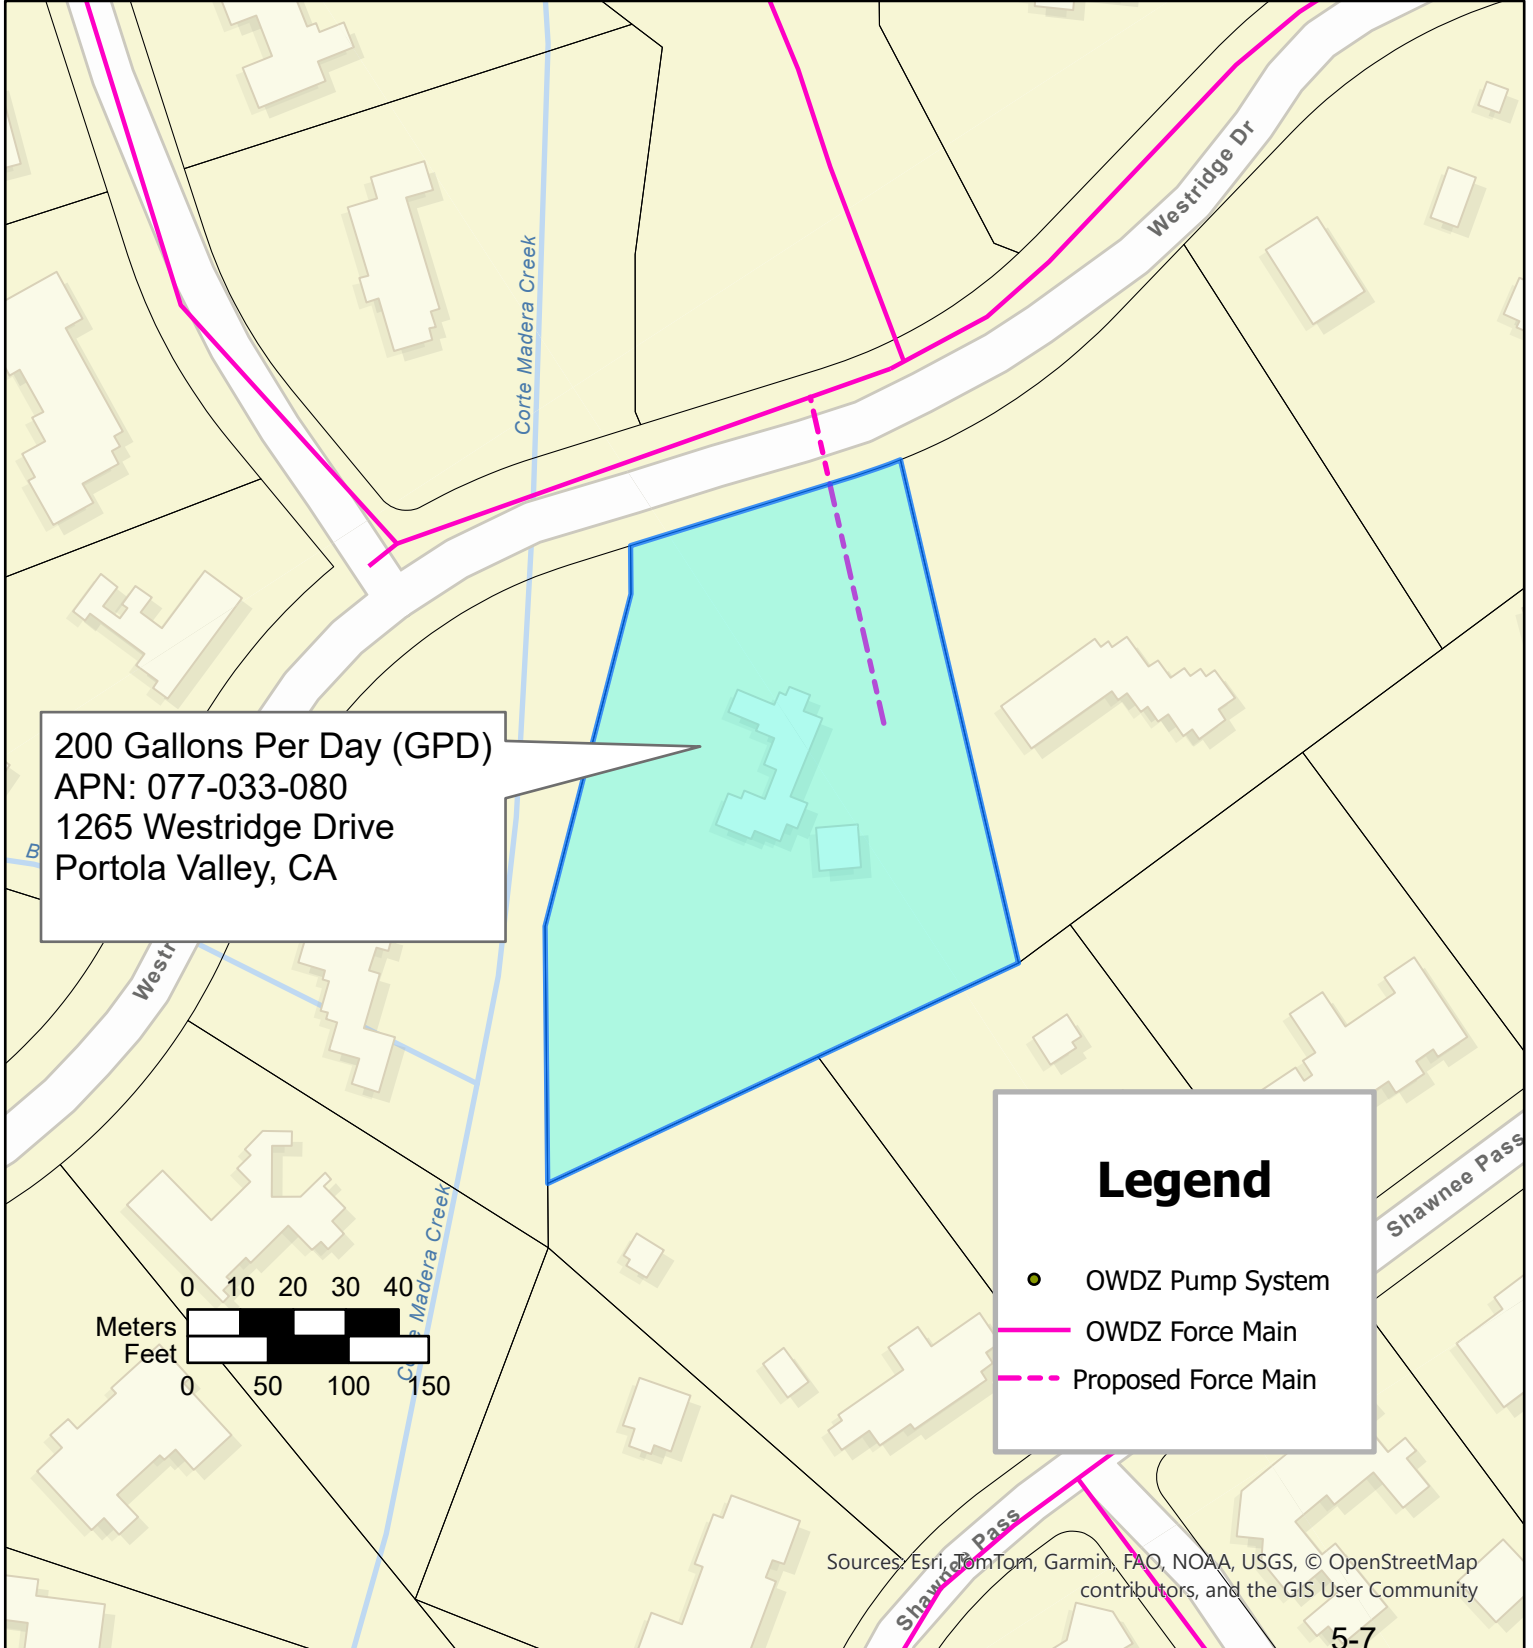 Westridge Dr
Corte Madera Creek
200 Gallons Per Day (GPD)
APN: 077-033-080
1265 Westridge Drive
Portola Valley, CA
B
Westr
Legend
OWDZ Pump System
OWDZ Force Main
Proposed Force Main
Shawnee Pass
Madera Creek
0 10 20 30 40
Meters
Feet
0 50 100 150
Shawnee Pass
Sources: Esri, TomTom, Garmin, FAO, NOAA, USGS, © OpenStreetMap
contributors, and the GIS User Community
5-7